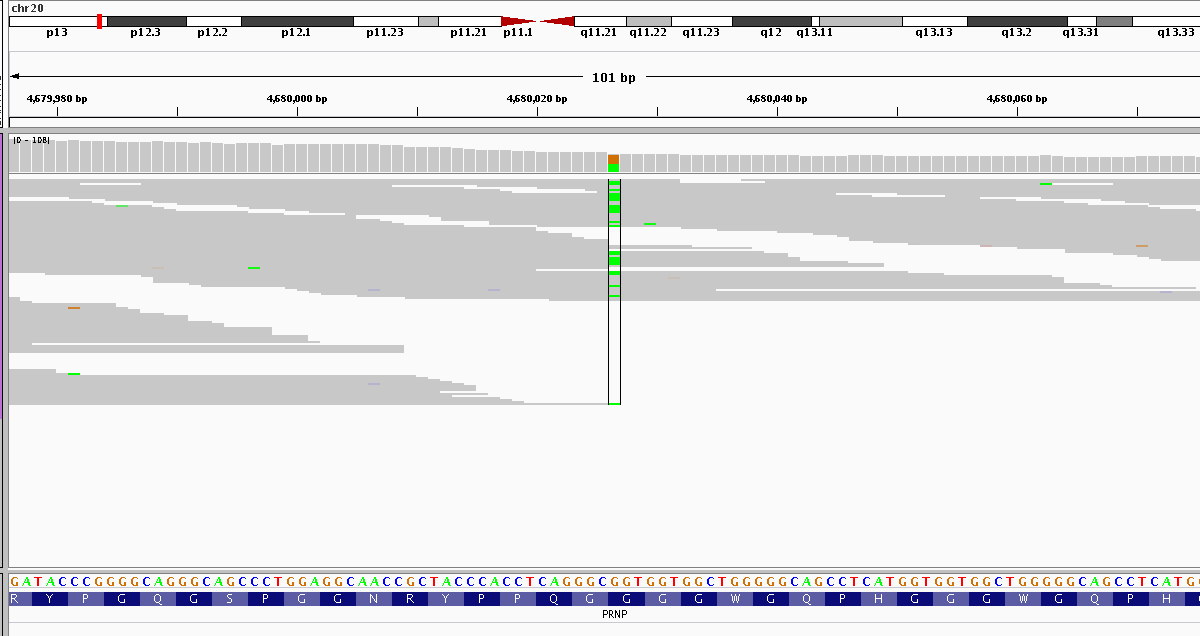 chr20
p13 p12.3 p12.2 p12.1 p11.23 p11.21 p11.1 q11.21 q11.22 q11.23 q12 q13.11 q13.13 q13.2 q13.31 q13.33
101 bp
4,679,980 bp 4,680,000 bp 4,680,020 bp 4,680,040 bp 4,680,060 bp
[0 - 108]
GATACCCGGGGCAGGGCAGCCCTGGAGGCAACCGCTACCCACCTCAGGGCGGTGGTGGCTGGGGGCAGCCTCATGGTGGTGGCTGGGGGCAGCCTCATG
R Y P G Q G S P G G N R Y P P Q G G G G W G Q P H G G G W G Q P H
PRNP